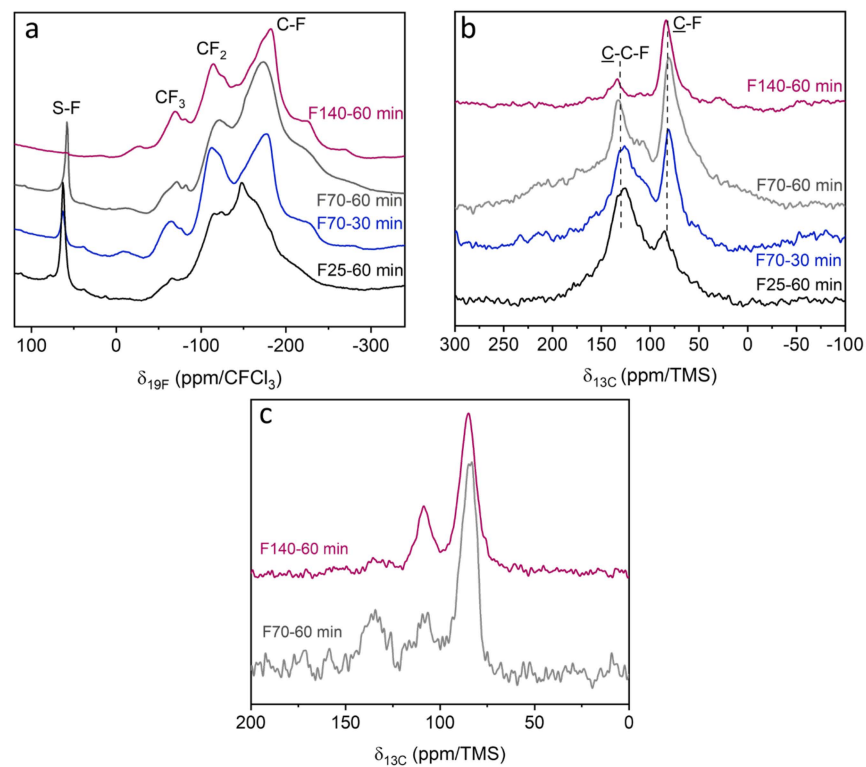 a
S-F
CF₃
CF₂
C-F
F140-60 min
F70-60 min
F70-30 min
F25-60 min
100 0 -100 -200 -300
δ₁₉F (ppm/CFCl₃)
b
C-C-F
C-F
F140-60 min
F70-60 min
F70-30 min
F25-60 min
300 250 200 150 100 50 0 -50 -100
δ₁₃C (ppm/TMS)
c
F140-60 min
F70-60 min
200 150 100 50 0
δ₁₃C (ppm/TMS)